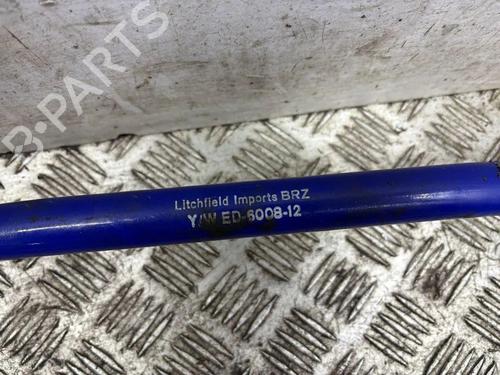 B-PARTS
Litchfield Imports BRZ
Y/W ED-6008-12